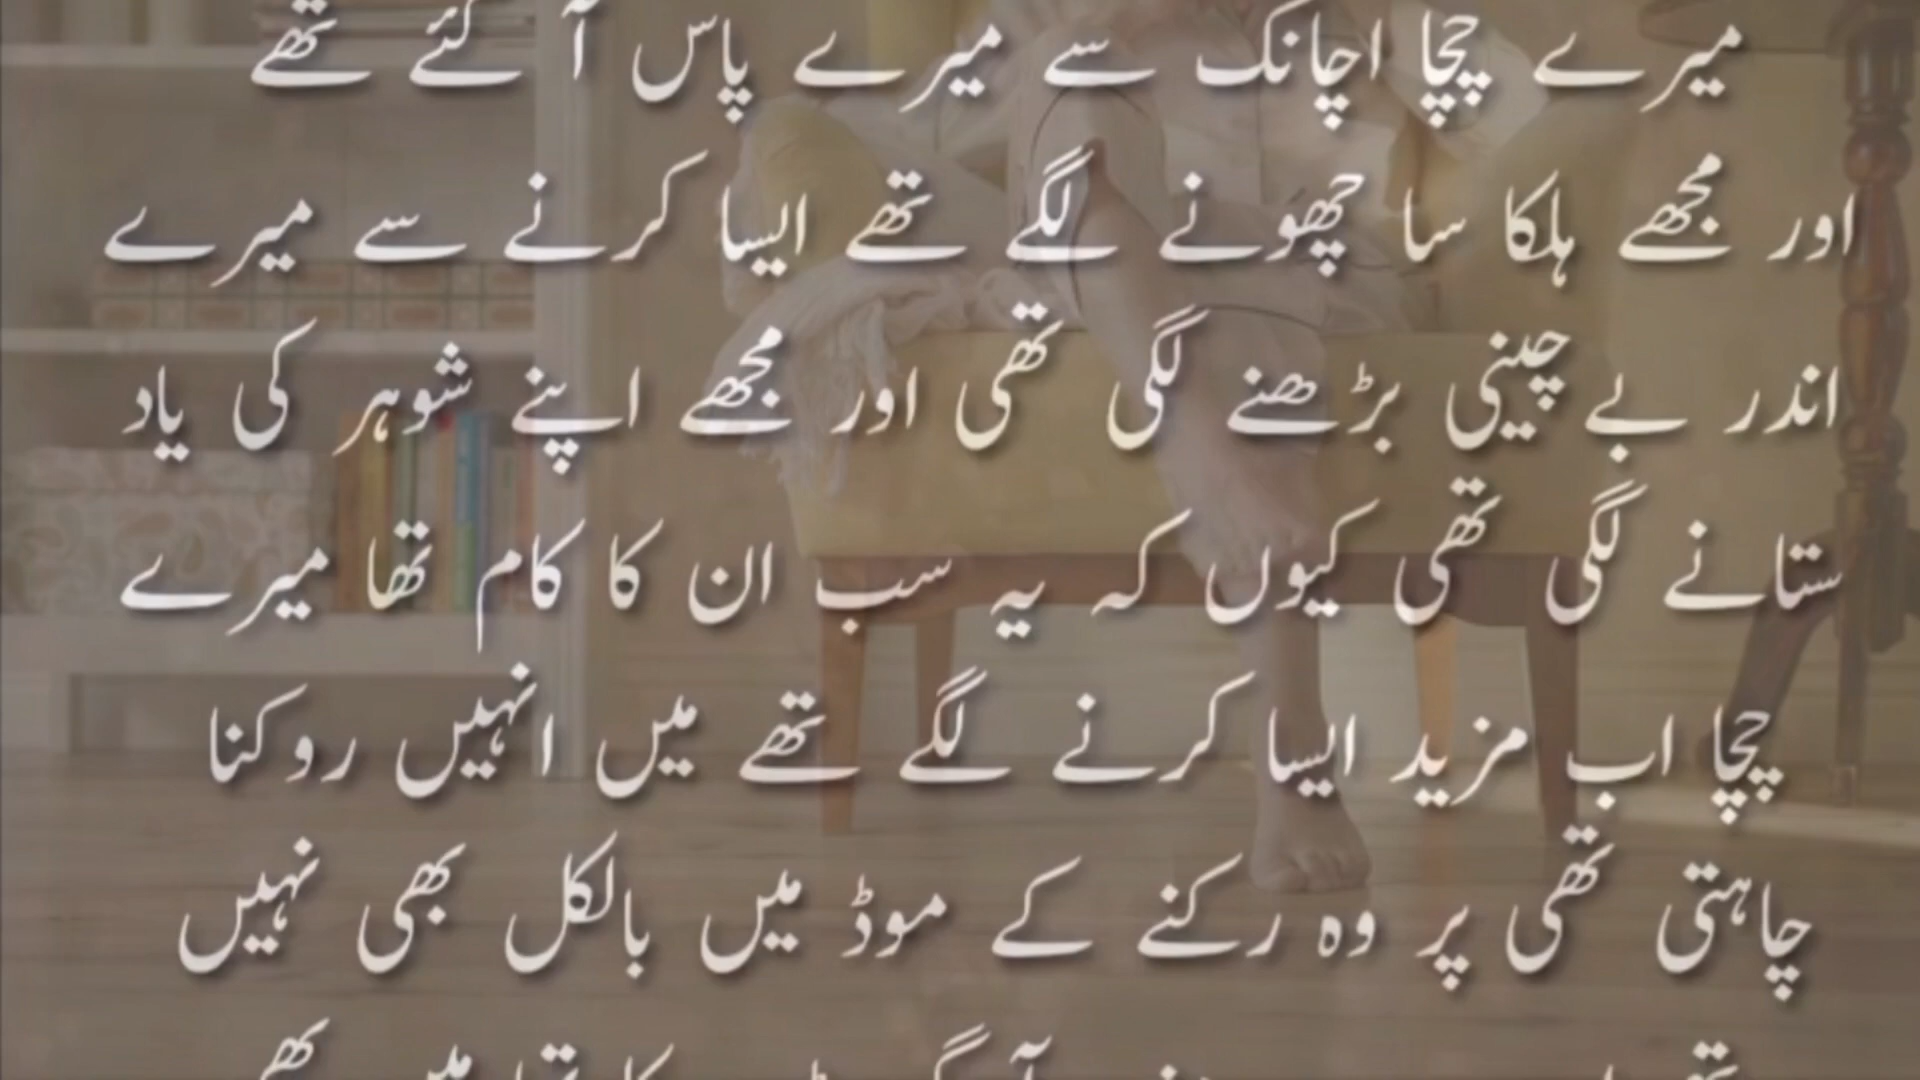 میرے چچا اچانک سے میرے پاس آ گئے تھے
اور مجھے ہلکا سا چھونے لگے تھے ایسا کرنے سے میرے
اندر بے چینی بڑھنے لگی تھی اور مجھے اپنے شوہر کی یاد
ستانے لگی تھی کیوں کہ یہ سب ان کا کام تھا میرے
چچا اب مزید ایسا کرنے لگے تھے میں انہیں روکنا
چاہتی تھی پر وہ رکنے کے موڈ میں بالکل بھی نہیں